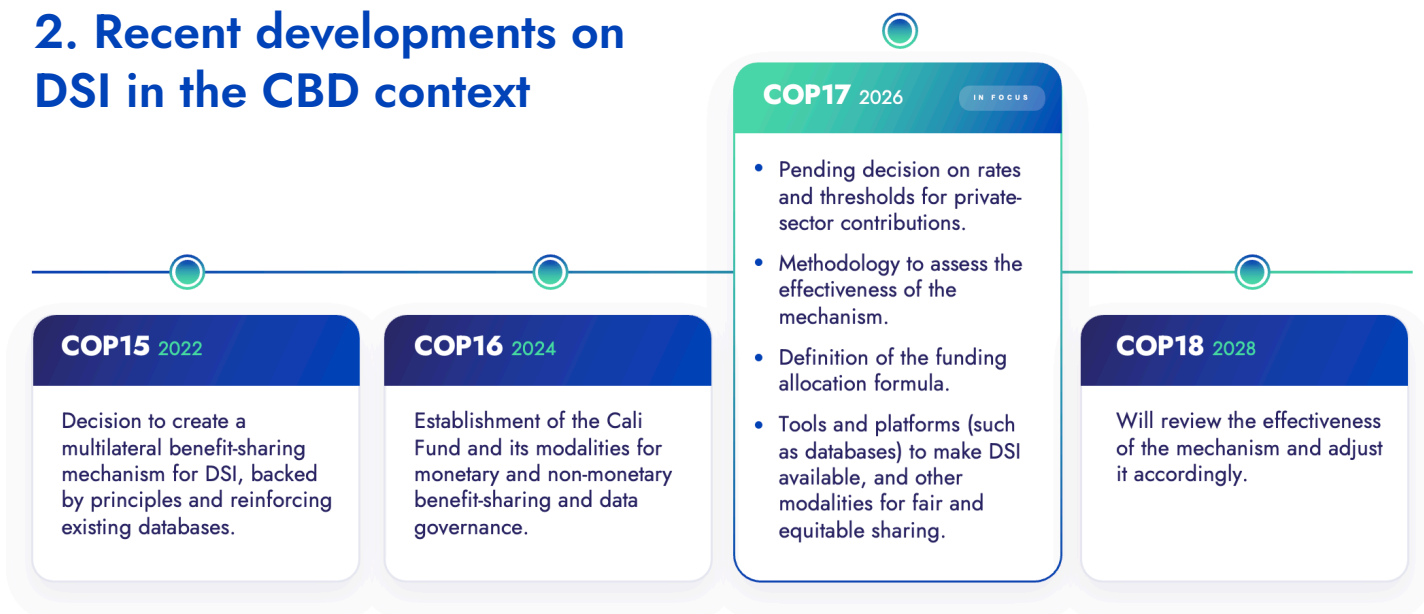 2. Recent developments on
DSI in the CBD context
COP15 2022
Decision to create a
multilateral benefit-sharing
mechanism for DSI, backed
by principles and reinforcing
existing databases.
COP16 2024
Establishment of the Cali
Fund and its modalities for
monetary and non-monetary
benefit-sharing and data
governance.
COP17 2026 IN FOCUS
• Pending decision on rates
and thresholds for private-
sector contributions.
• Methodology to assess the
effectiveness of the
mechanism.
• Definition of the funding
allocation formula.
• Tools and platforms (such
as databases) to make DSI
available, and other
modalities for fair and
equitable sharing.
COP18 2028
Will review the effectiveness
of the mechanism and adjust
it accordingly.